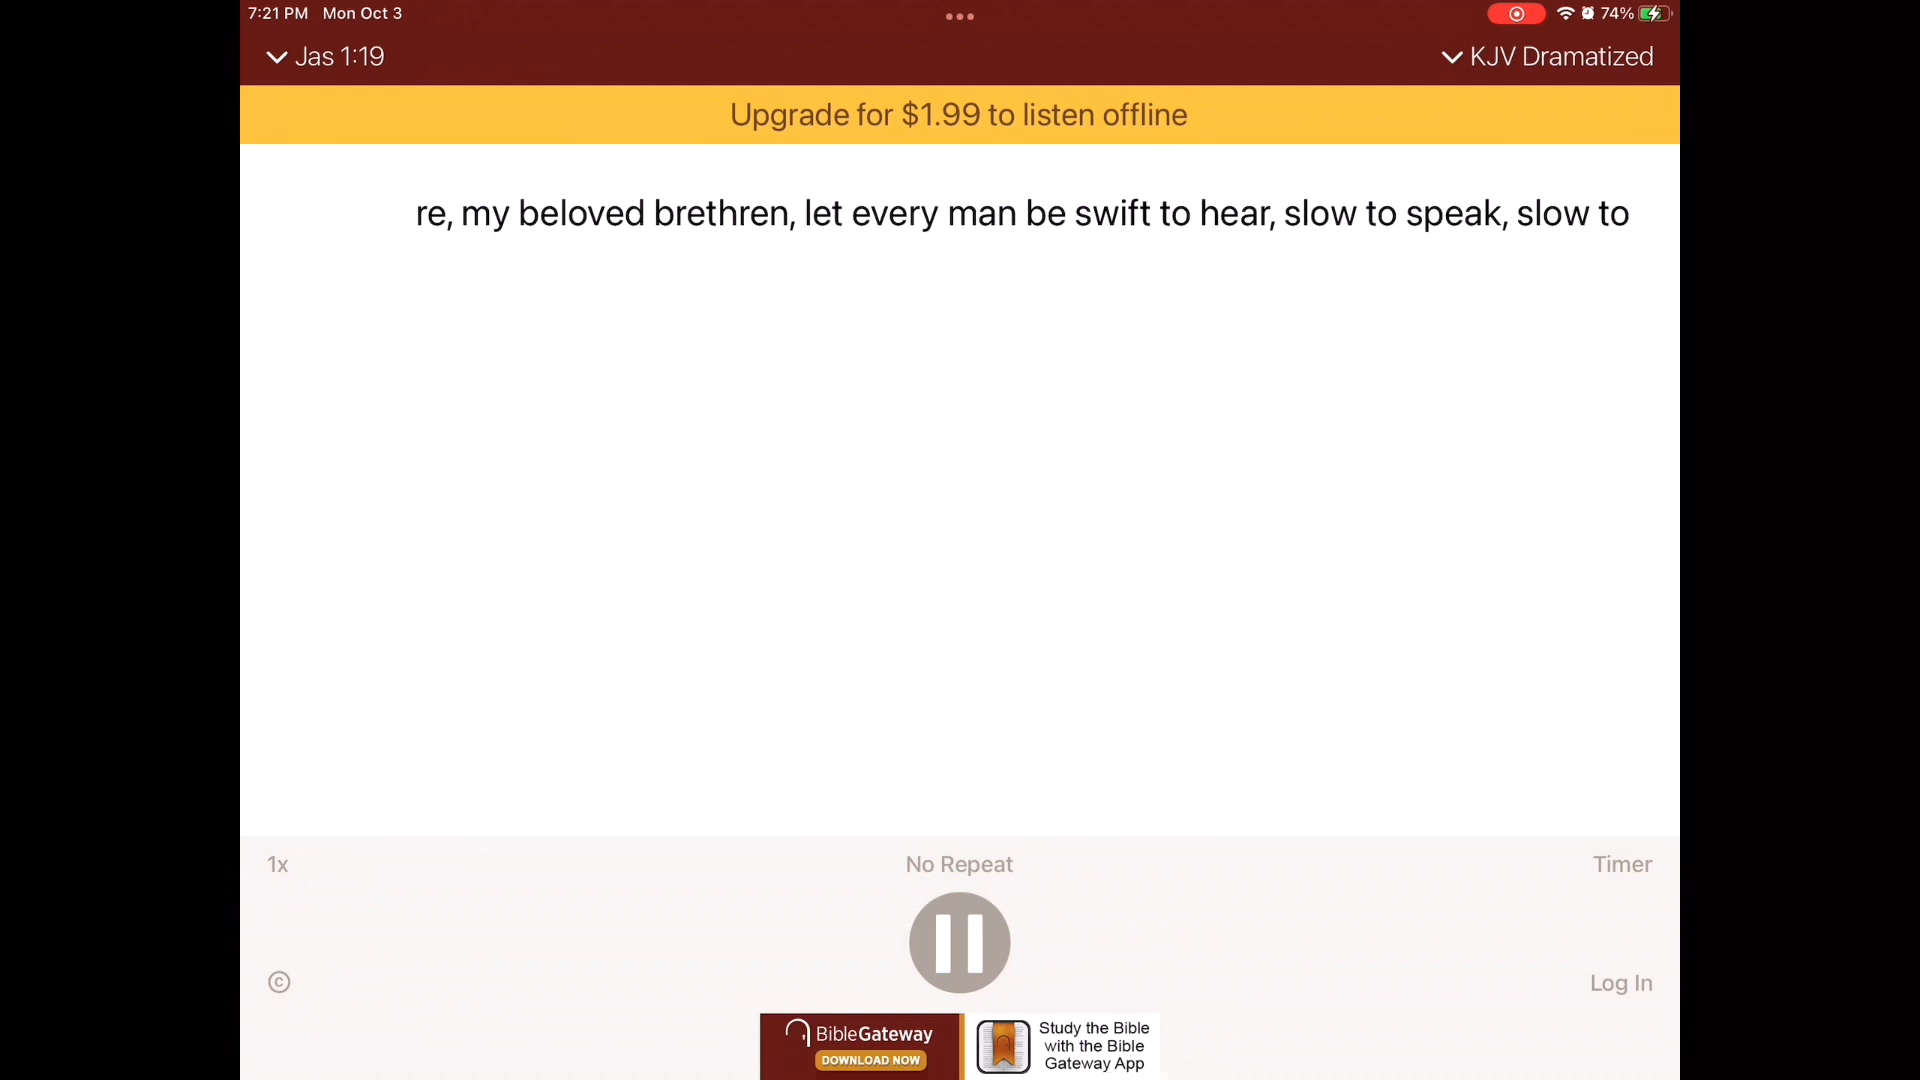 7:21 PM Mon Oct 3
74%
Jas 1:19
KJV Dramatized
Upgrade for $1.99 to listen offline
re, my beloved brethren, let every man be swift to hear, slow to speak, slow to
1x
No Repeat
Timer
©
Log In
BibleGateway
DOWNLOAD NOW
Study the Bible
with the Bible
Gateway App